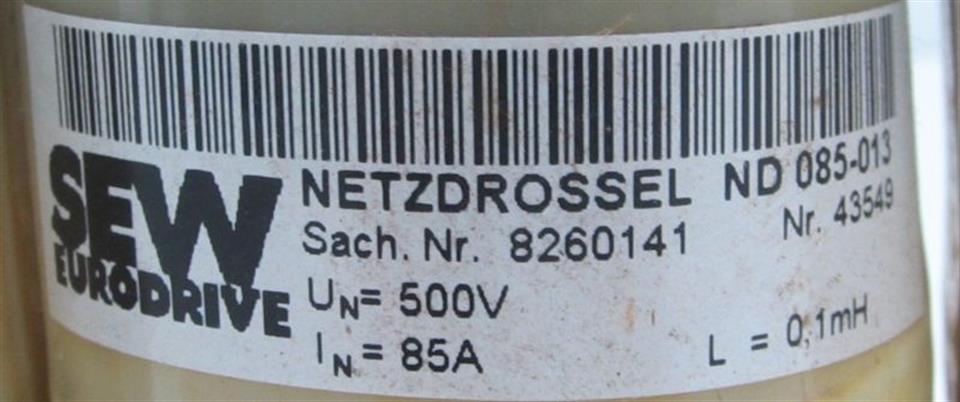 SEW
EURODRIVE
NETZDROSSEL ND 085-013
Sach. Nr. 8260141 Nr. 43549
UN= 500V
IN= 85A L = 0,1mH